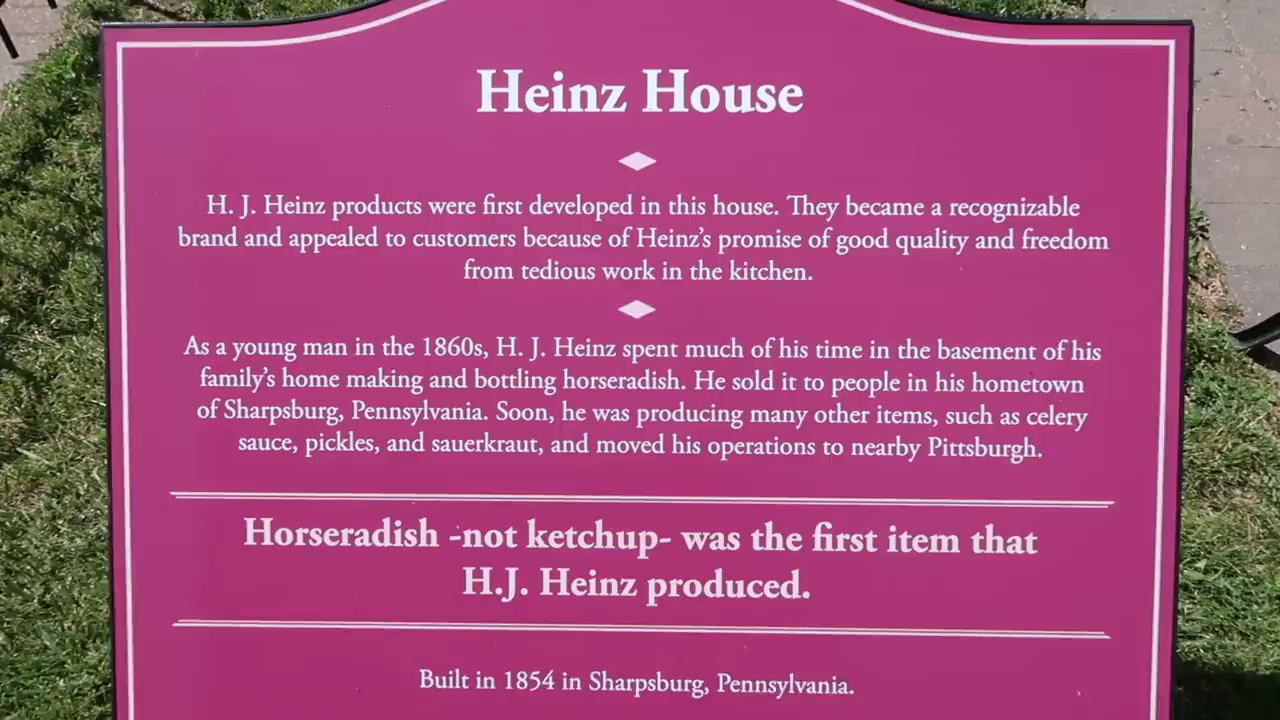 Heinz House
H. J. Heinz products were first developed in this house. They became a recognizable
brand and appealed to customers because of Heinz's promise of good quality and freedom
from tedious work in the kitchen.
As a young man in the 1860s, H. J. Heinz spent much of his time in the basement of his
family's home making and bottling horseradish. He sold it to people in his hometown
of Sharpsburg, Pennsylvania. Soon, he was producing many other items, such as celery
sauce, pickles, and sauerkraut, and moved his operations to nearby Pittsburgh.
Horseradish -not ketchup- was the first item that
H.J. Heinz produced.
Built in 1854 in Sharpsburg, Pennsylvania.